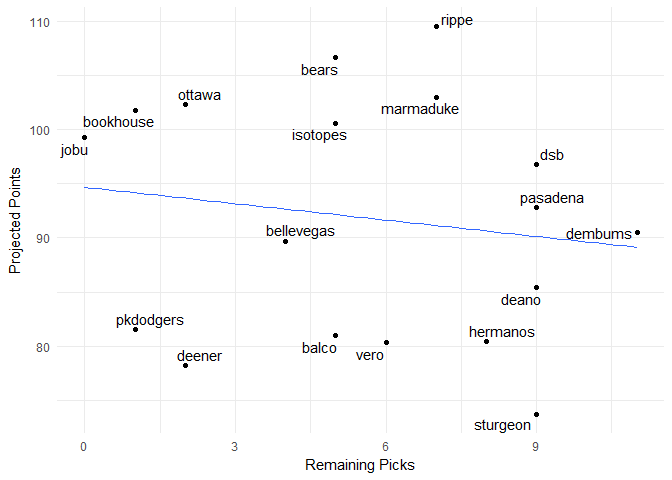 110
rippe
bears
marmaduke
ottawa
bookhouse
isotopes
100
jobu
dsb
pasadena
dembums
bellevegas
90
deano
pkdodgers
hermanos
balco
vero
deener
80
sturgeon
Projected Points
0
3
6
9
Remaining Picks